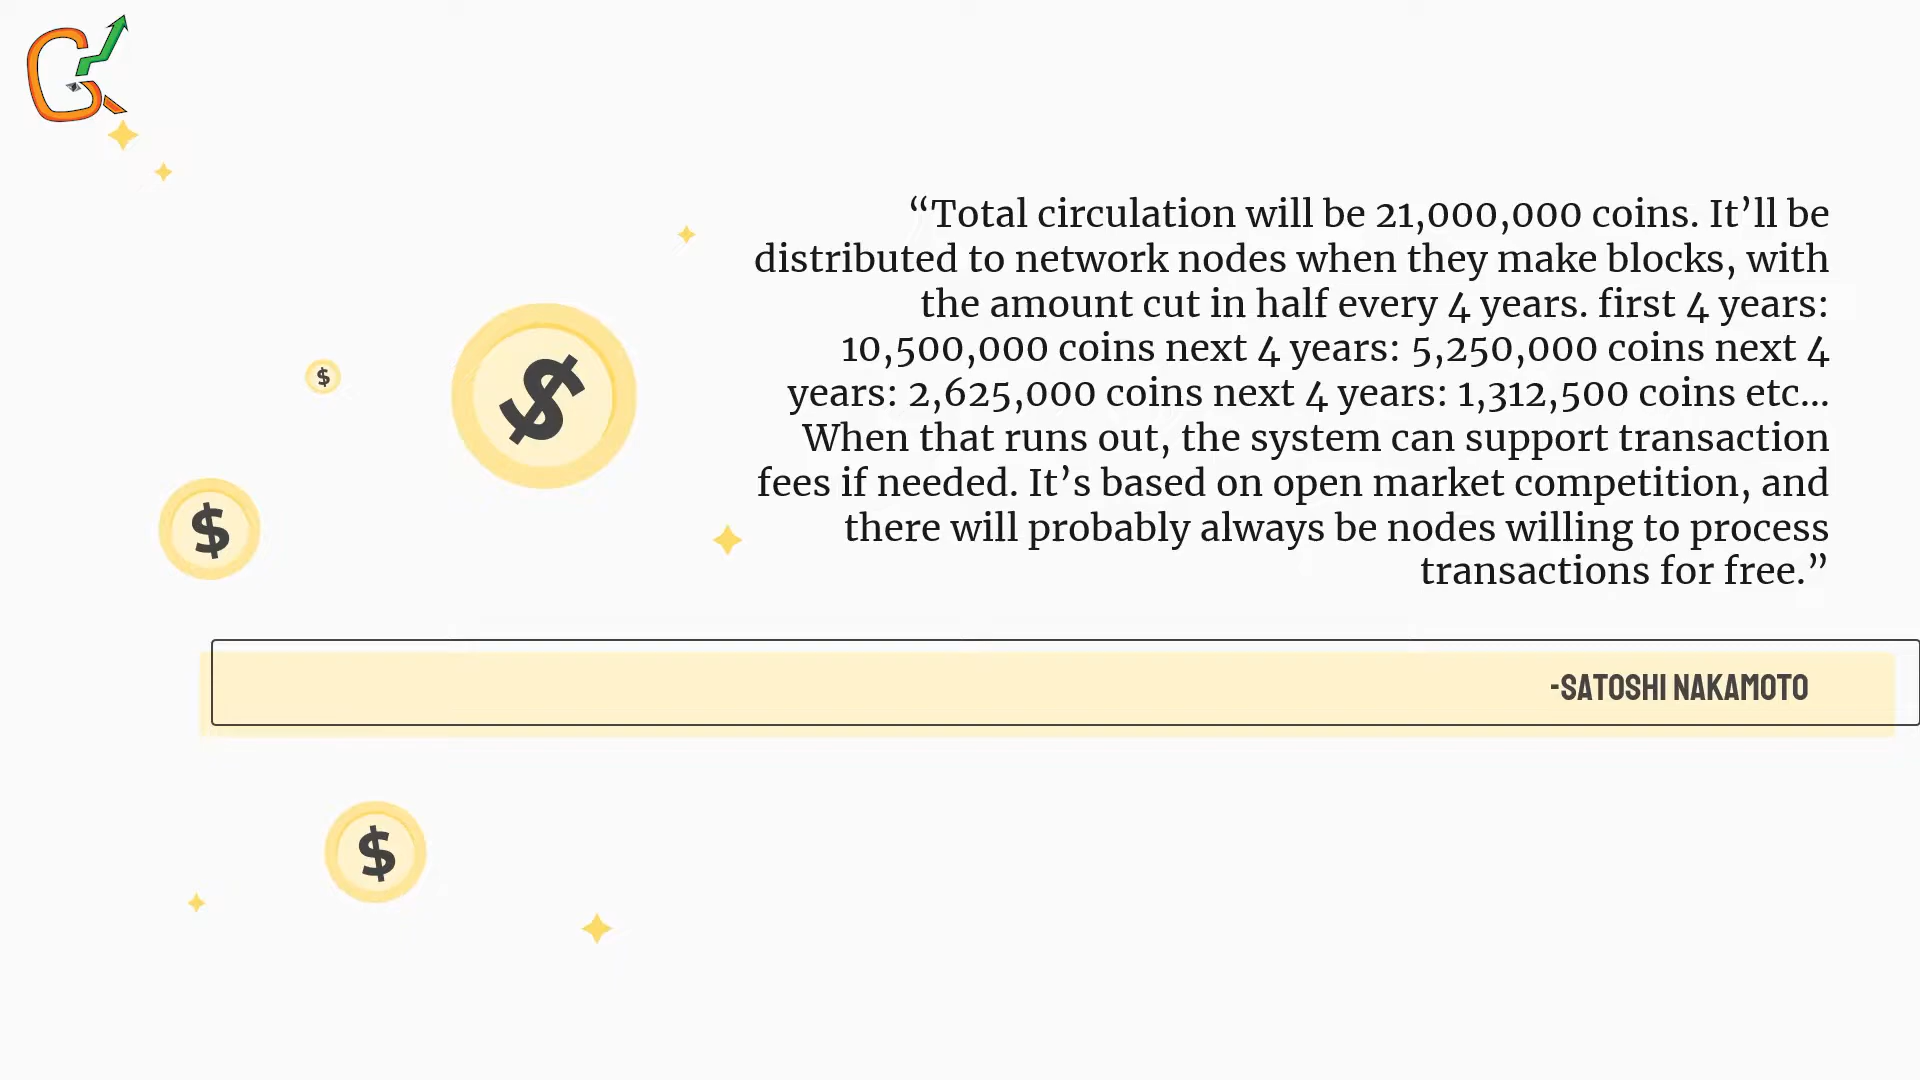 “Total circulation will be 21,000,000 coins. It’ll be
distributed to network nodes when they make blocks, with
the amount cut in half every 4 years. first 4 years:
10,500,000 coins next 4 years: 5,250,000 coins next 4
years: 2,625,000 coins next 4 years: 1,312,500 coins etc...
When that runs out, the system can support transaction
fees if needed. It’s based on open market competition, and
there will probably always be nodes willing to process
transactions for free.”
-SATOSHI NAKAMOTO
$
$
$
$